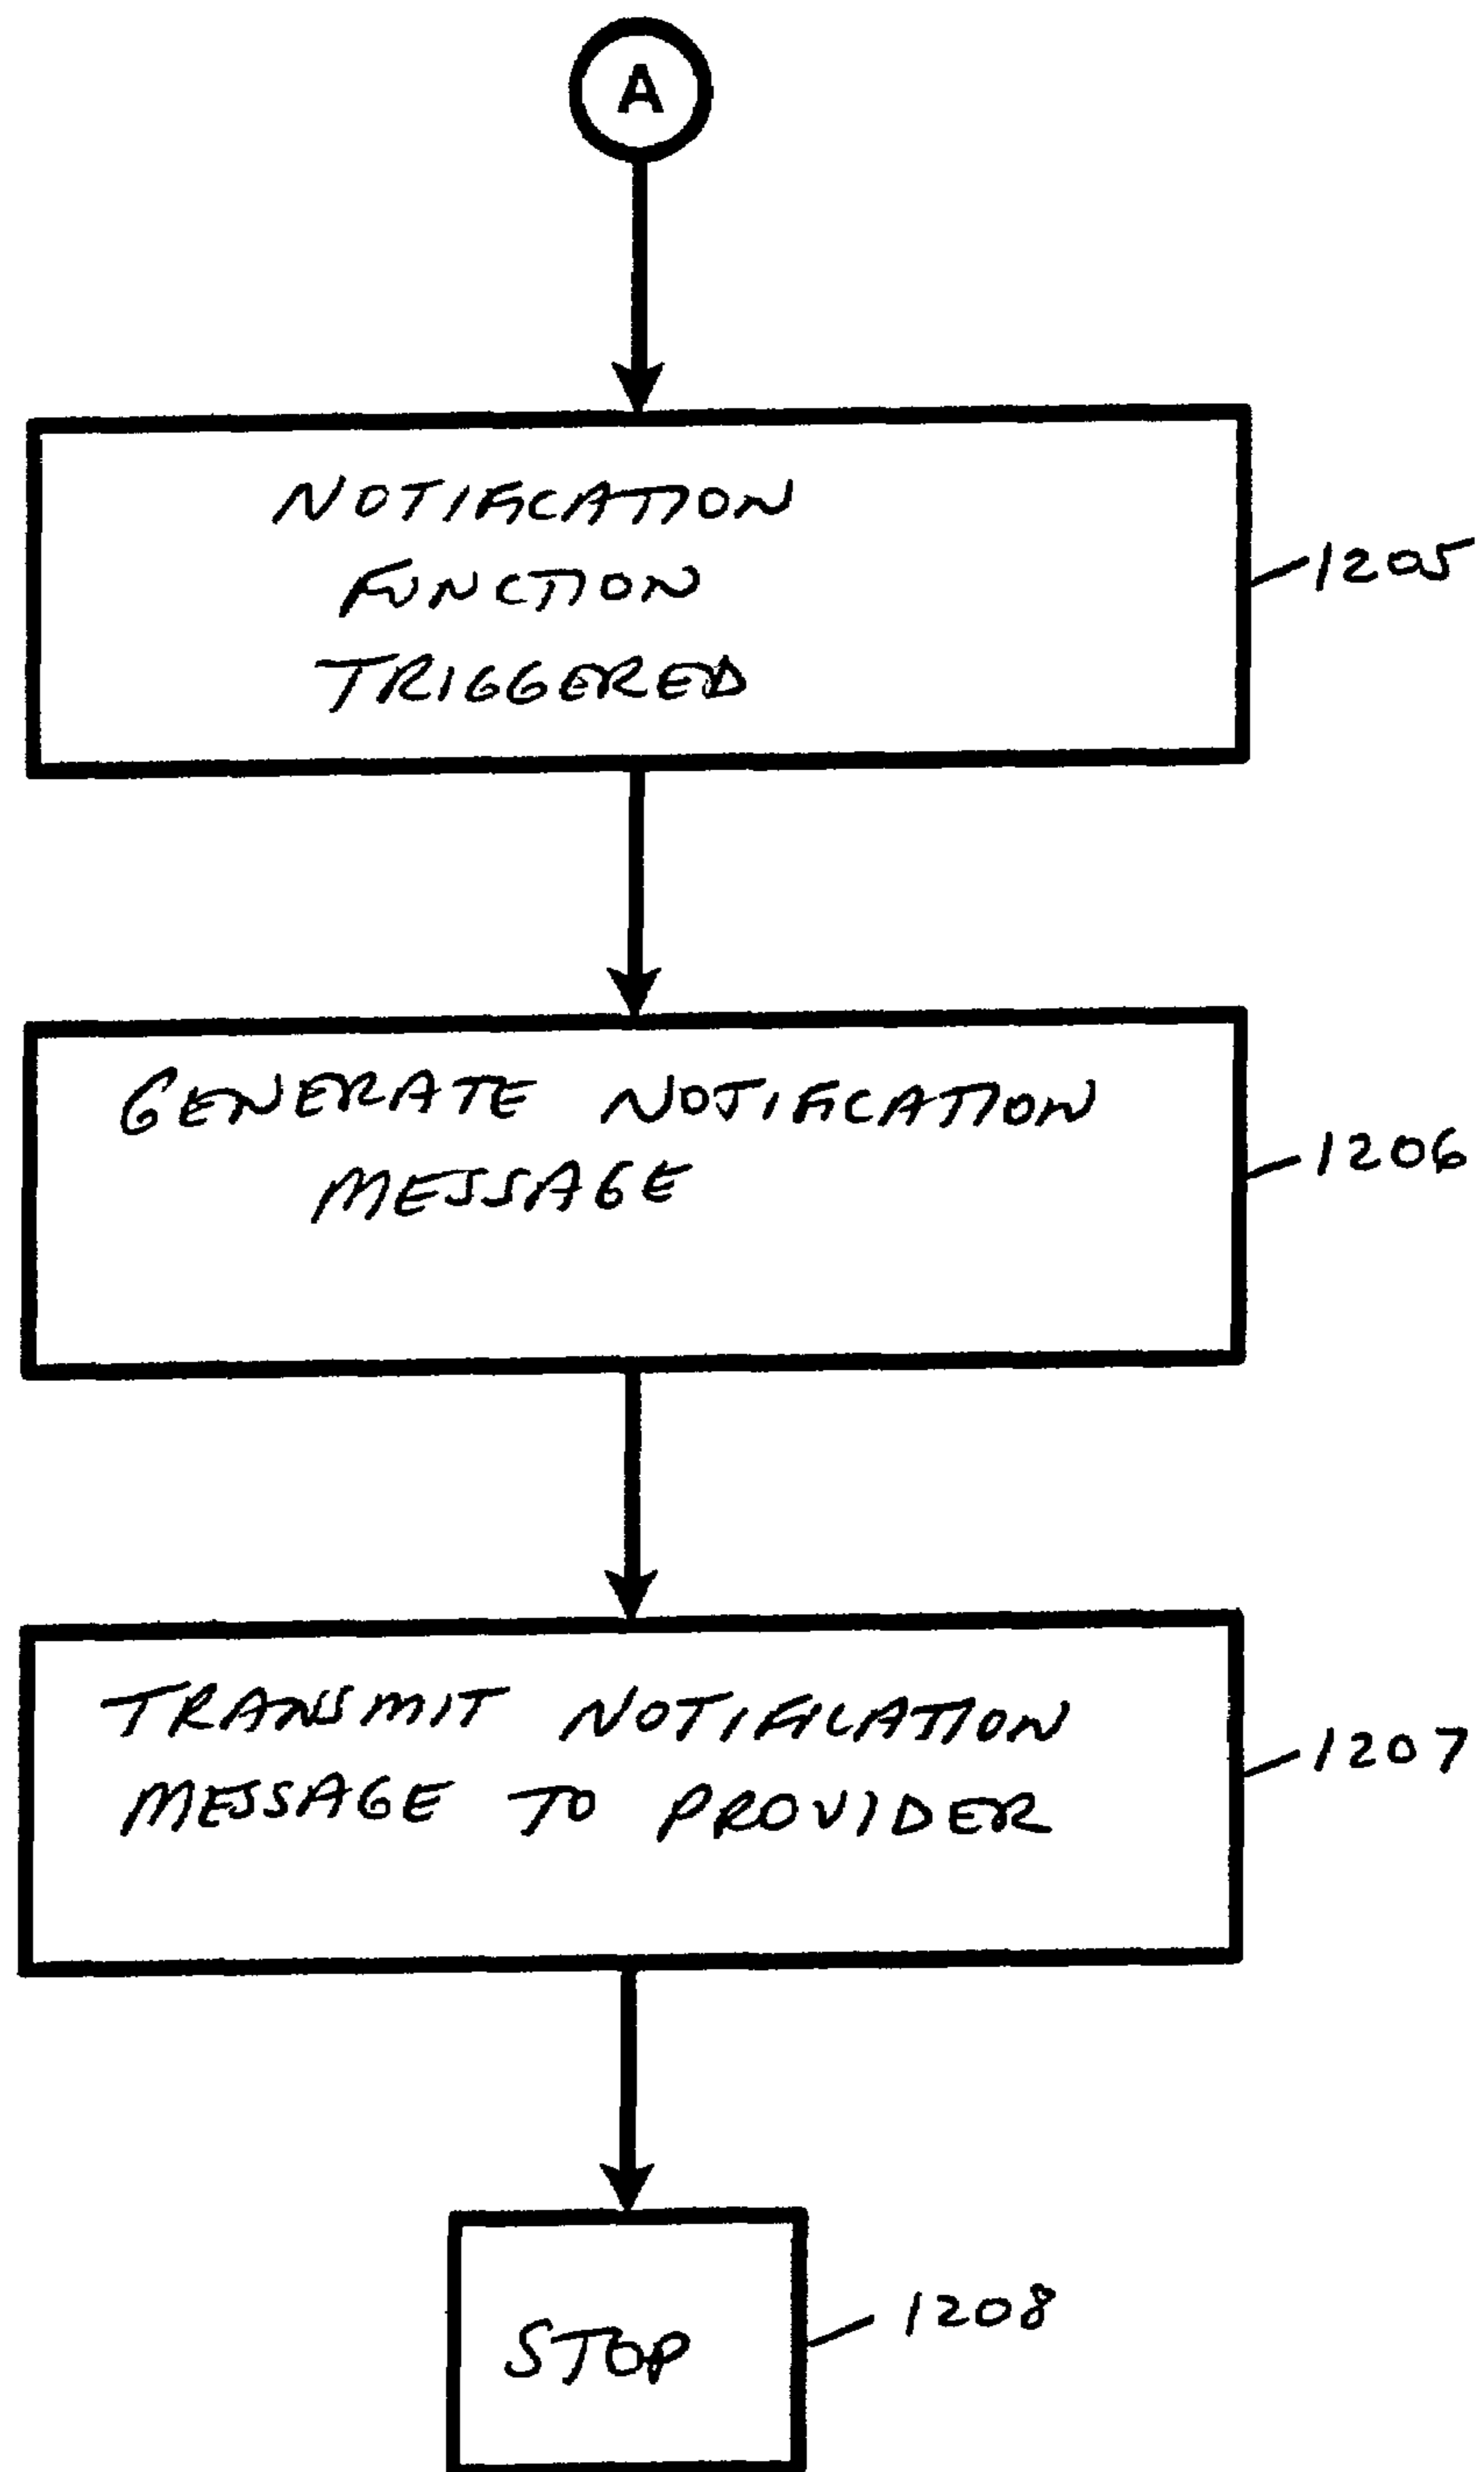 A
NOTIFICATION
FUNCTION
TRIGGERED
1205
GENERATE NOTIFICATION
MESSAGE
1206
TRANSMIT NOTIFICATION
MESSAGE TO PROVIDER
1207
STOP
1208